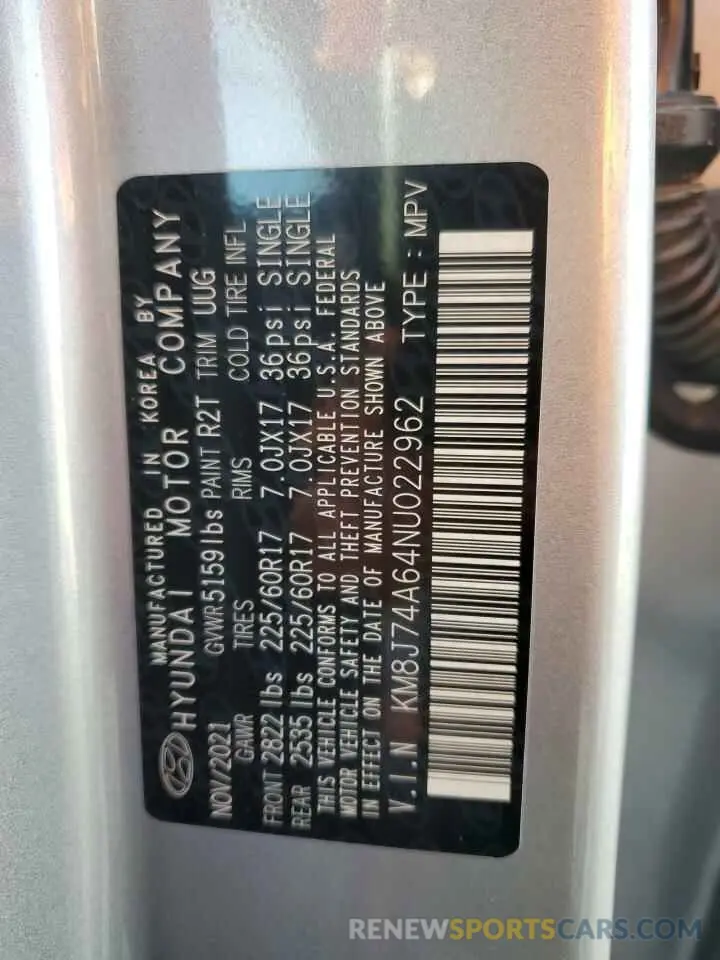 MANUFACTURED IN KOREA BY
HYUNDAI MOTOR COMPANY
NOV/2021 GVWR 5159 lbs PAINT R2T TRIM UUG
GAWR TIRES RIMS COLD TIRE INFL
FRONT 2822 lbs 225/60R17 7.0JX17 36psi SINGLE
REAR 2535 lbs 225/60R17 7.0JX17 36psi SINGLE
THIS VEHICLE CONFORMS TO ALL APPLICABLE U.S.A. FEDERAL
MOTOR VEHICLE SAFETY AND THEFT PREVENTION STANDARDS
IN EFFECT ON THE DATE OF MANUFACTURE SHOWN ABOVE
V.I.N KM8J74A64NU022962 TYPE : MPV
RENEWSPORTSCARS.COM